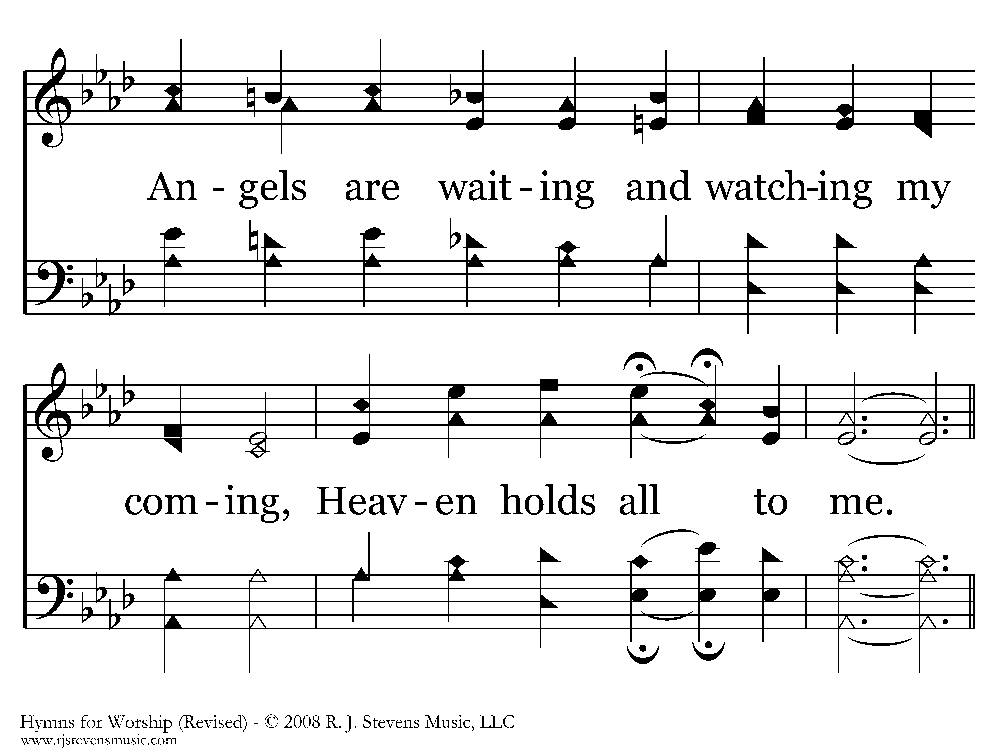 An - gels are wait - ing and watch-ing my
com - ing, Heav - en holds all to me.
Hymns for Worship (Revised) - © 2008 R. J. Stevens Music, LLC
www.rjstevensmusic.com